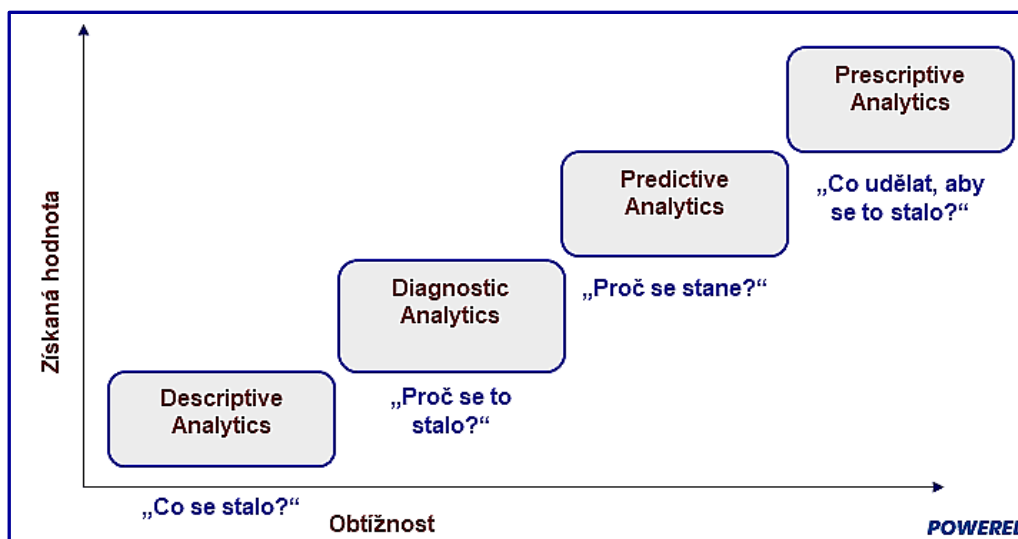 Prescriptive
Analytics
„Co udělat, aby
se to stalo?“
Predictive
Analytics
„Proč se stane?“
Diagnostic
Analytics
„Proč se to
stalo?“
Descriptive
Analytics
„Co se stalo?“
Získaná hodnota
Obtížnost